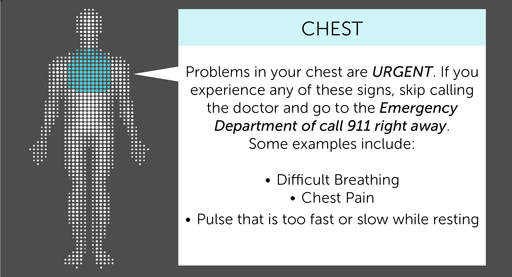 CHEST
Problems in your chest are URGENT. If you
experience any of these signs, skip calling
the doctor and go to the Emergency
Department of call 911 right away.
Some examples include:
• Difficult Breathing
• Chest Pain
• Pulse that is too fast or slow while resting